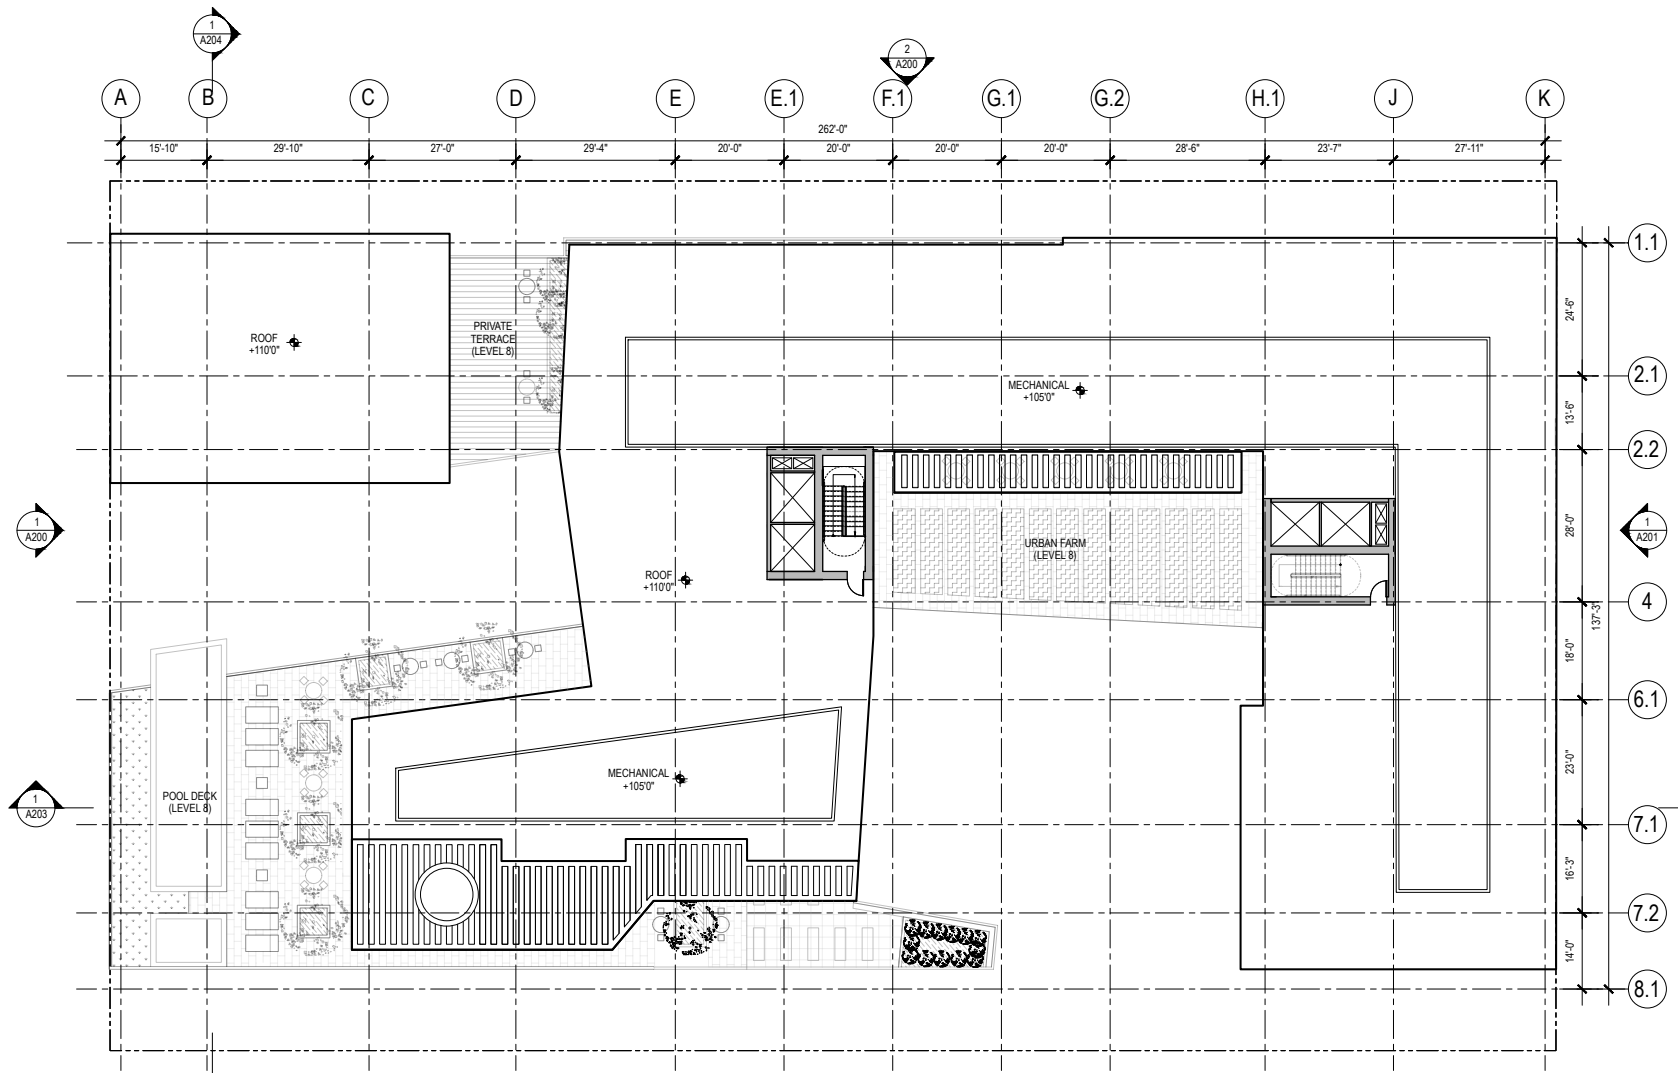 1
A204
2
A200
A
B
C
D
E
E.1
F.1
G.1
G.2
H.1
J
K
262'-0"
15'-10"
29'-10"
27'-0"
29'-4"
20'-0"
20'-0"
20'-0"
20'-0"
28'-6"
23'-7"
27'-11"
1.1
24'-6"
ROOF
+110'0"
PRIVATE
TERRACE
(LEVEL 8)
2.1
MECHANICAL
+105'0"
13'-6"
2.2
1
A200
28'-0"
1
A201
URBAN FARM
(LEVEL 8)
ROOF
+110'0"
4
137'-3"
18'-0"
6.1
23'-0"
MECHANICAL
+105'0"
POOL DECK
(LEVEL 8)
1
A203
7.1
16'-3"
7.2
14'-0"
8.1